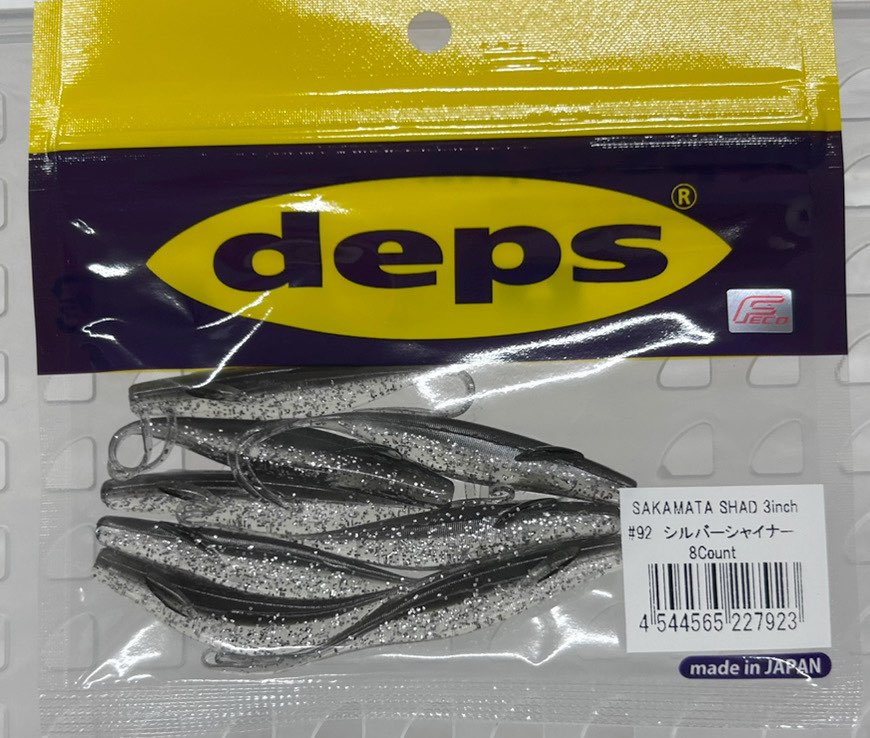 deps®
FECO
SAKAMATA SHAD 3inch
#92 シルバーシャイナー
8Count
4 544565 227923
made in JAPAN